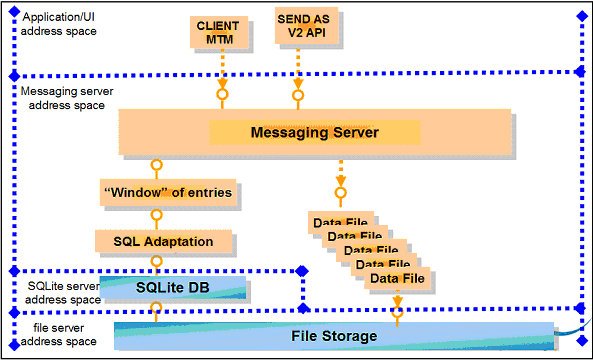 Application/UI
address space
CLIENT
MTM
SEND AS
V2 API
Messaging server
address space
Messaging Server
“Window” of entries
SQL Adaptation
Data File
Data File
Data File
Data File
Data File
SQLite server
address space
SQLite DB
file server
address space
File Storage